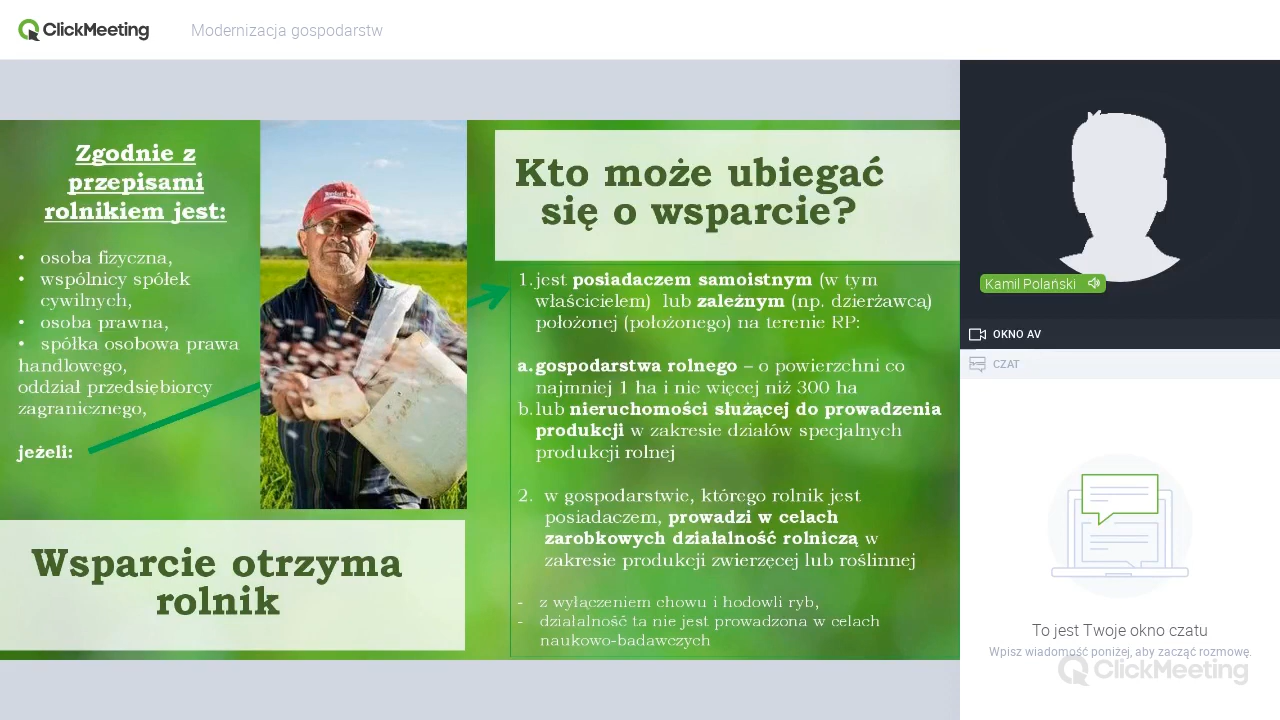 ClickMeeting
Modernizacja gospodarstw
Zgodnie z
przepisami
rolnikiem jest:
• osoba fizyczna,
• wspólnicy spółek
cywilnych,
• osoba prawna,
• spółka osobowa prawa
handlowego,
oddział przedsiębiorcy
zagranicznego,
jeżeli:
Wsparcie otrzyma
rolnik
Kto może ubiegać
się o wsparcie?
1. jest posiadaczem samoistnym (w tym
właścicielem) lub zależnym (np. dzierżawcą)
położonej (położonego) na terenie RP:
a. gospodarstwa rolnego – o powierzchni co
najmniej 1 ha i nie więcej niż 300 ha
b. lub nieruchomości służącej do prowadzenia
produkcji w zakresie działów specjalnych
produkcji rolnej
2. w gospodarstwie, którego rolnik jest
posiadaczem, prowadzi w celach
zarobkowych działalność rolniczą w
zakresie produkcji zwierzęcej lub roślinnej
- z wyłączeniem chowu i hodowli ryb,
- działalność ta nie jest prowadzona w celach
naukowo-badawczych
Kamil Polański
OKNO AV
CZAT
To jest Twoje okno czatu
Wpisz wiadomość poniżej, aby zacząć rozmowę.
ClickMeeting